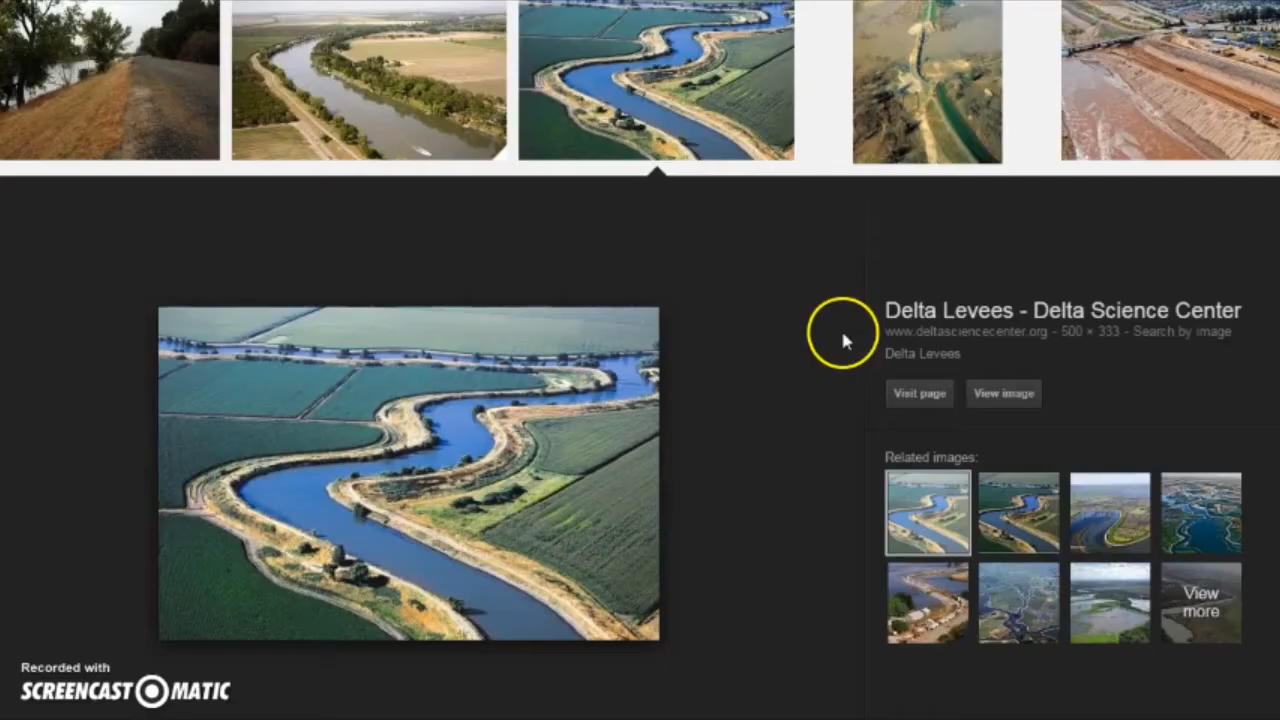 Delta Levees - Delta Science Center
www.deltasciencecenter.org - 500 × 333 - Search by image
Delta Levees
Visit page
View image
Related images:
View more
Recorded with
SCREENCAST-O-MATIC